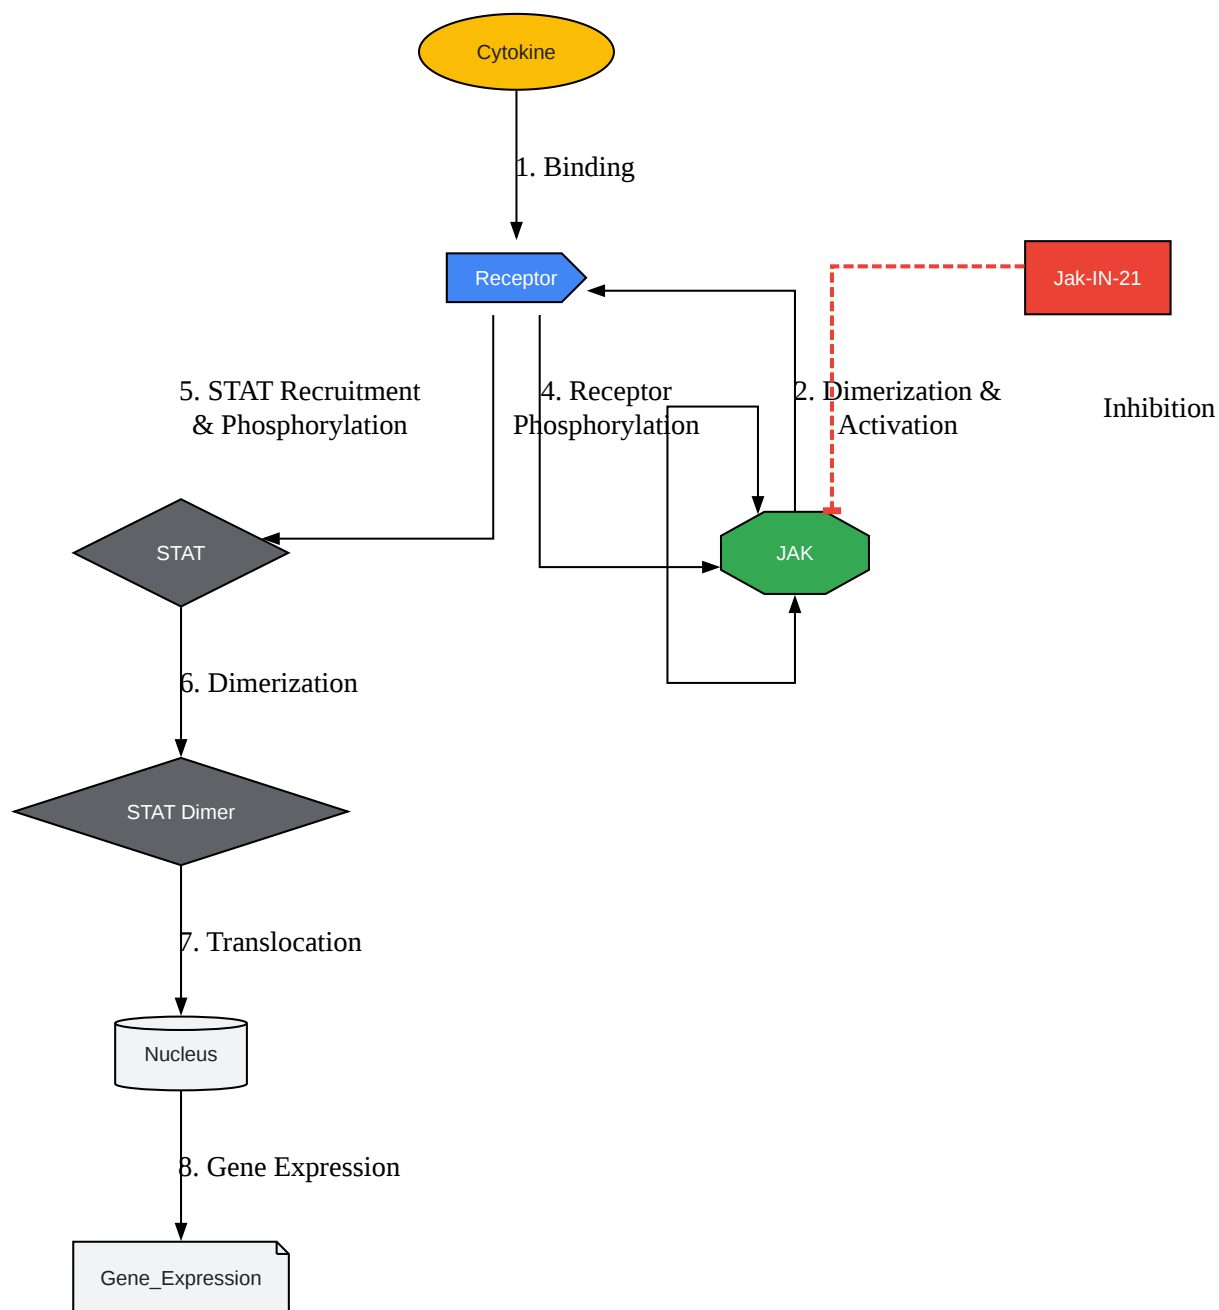 Cytokine
1. Binding
Receptor
Jak-IN-21
5. STAT Recruitment
& Phosphorylation
4. Receptor
Phosphorylation
2. Dimerization &
Activation
Inhibition
STAT
JAK
6. Dimerization
STAT Dimer
7. Translocation
Nucleus
8. Gene Expression
Gene_Expression